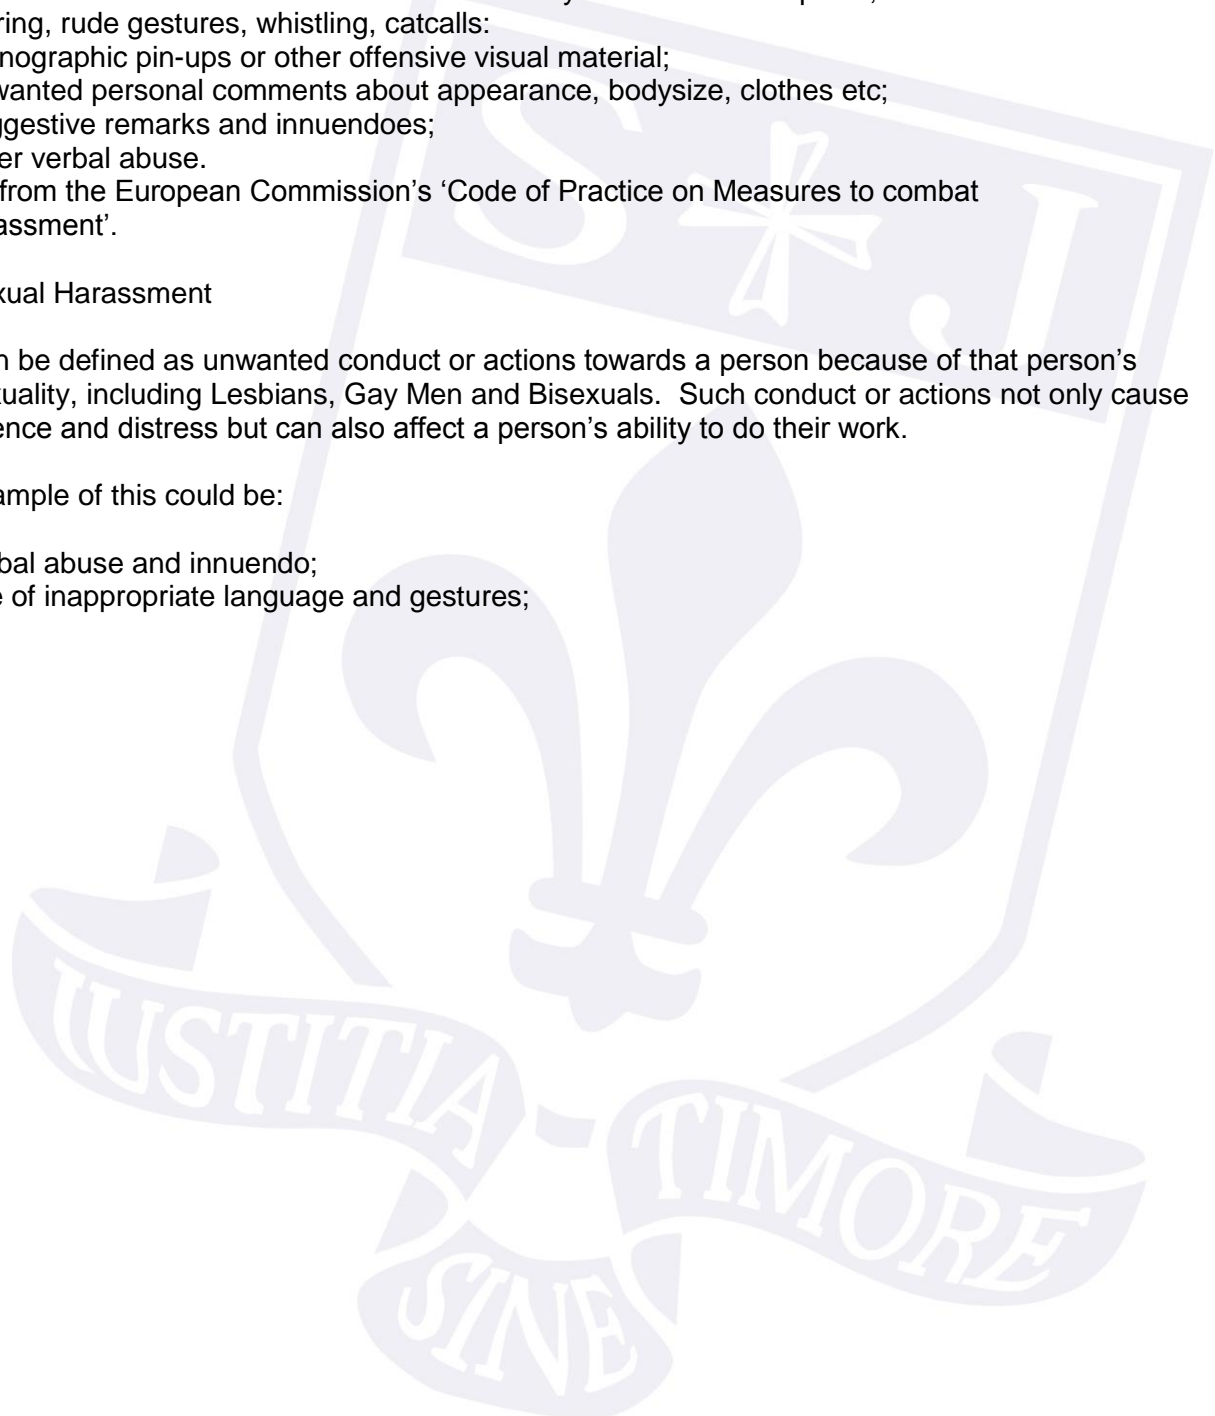 ring, rude gestures, whistling, catcalls:
nographic pin-ups or other offensive visual material;
wanted personal comments about appearance, bodysize, clothes etc;
ggestive remarks and innuendoes;
er verbal abuse.
from the European Commission’s ‘Code of Practice on Measures to combat
assment’.
xual Harassment
n be defined as unwanted conduct or actions towards a person because of that person’s
uality, including Lesbians, Gay Men and Bisexuals.  Such conduct or actions not only cause
ence and distress but can also affect a person’s ability to do their work.
ample of this could be:
bal abuse and innuendo;
e of inappropriate language and gestures;
S J
IUSTITIA
TIMORE
SINE